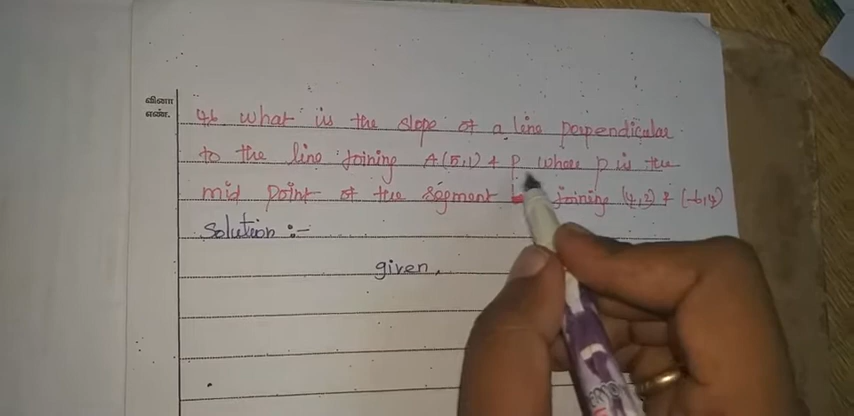 வினா
எண்.
46. What is the slope of a line perpendicular
to the line joining A(5,1) & P where P is the
mid point of the segment joining (4,2) & (-6,4)
Solution :-
given,